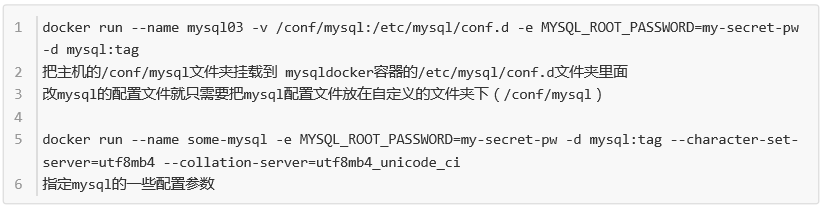 1 docker run --name mysql03 -v /conf/mysql:/etc/mysql/conf.d -e MYSQL_ROOT_PASSWORD=my-secret-pw
-d mysql:tag
2 把主机的/conf/mysql文件夹挂载到 mysqldocker容器的/etc/mysql/conf.d文件夹里面
3 改mysql的配置文件就只需要把mysql配置文件放在自定义的文件夹下（/conf/mysql）
4
5 docker run --name some-mysql -e MYSQL_ROOT_PASSWORD=my-secret-pw -d mysql:tag --character-set-
server=utf8mb4 --collation-server=utf8mb4_unicode_ci
6 指定mysql的一些配置参数